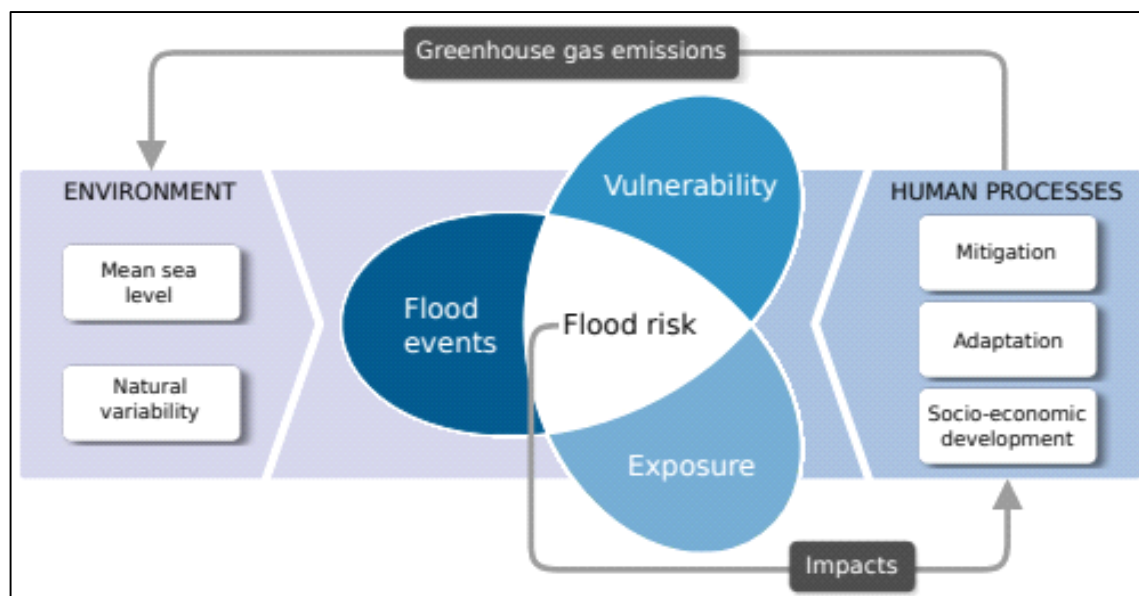 Greenhouse gas emissions
ENVIRONMENT
Mean sea
level
Natural
variability
Vulnerability
Flood
events
Flood risk
Exposure
HUMAN PROCESSES
Mitigation
Adaptation
Socio-economic
development
Impacts